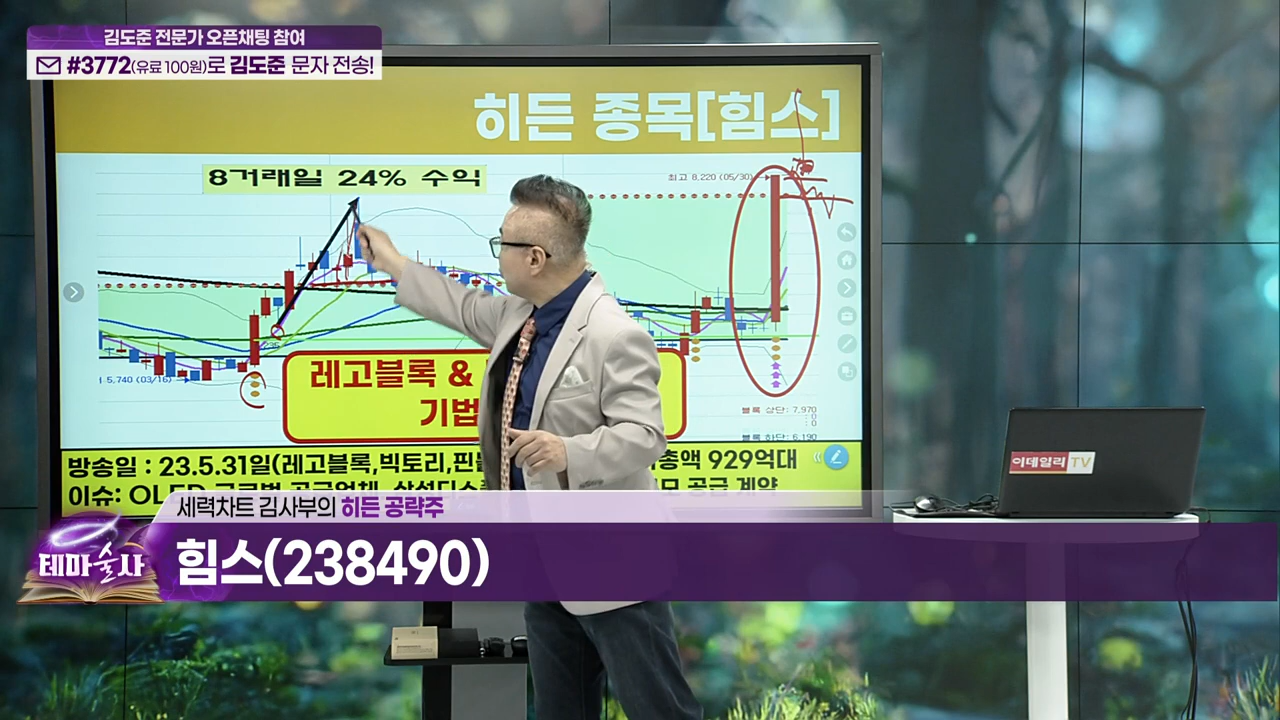 김도준 전문가 오픈채팅 참여
#3772(유료 100원)로 김도준 문자 전송!
히든 종목[힘스]
8거래일 24% 수익
최고 8,220 (05/30)
5,740 (03/16)
레고블록 &
기법
블록 상단: 7,970
: 0
: 0
블록 하단: 6,190
방송일 : 23.5.31일(레고블록,빅토리,핀 총액 929억대
이슈: OLED 공급 계약
이데일리 TV
세력차트 김사부의 히든 공략주
테마술사
힘스(238490)